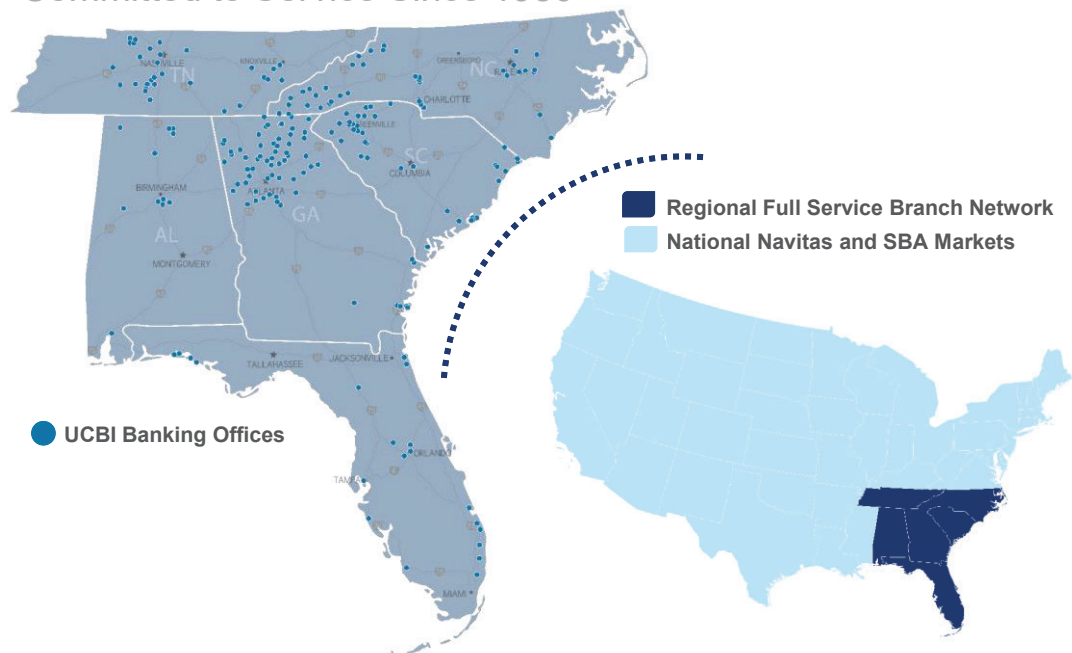 Committed to Service Since 1950
NASHVILLE
TN
KNOXVILLE
GREENSBORO
NC
CHARLOTTE
GREENVILLE
SC
COLUMBIA
ATLANTA
GA
BIRMINGHAM
AL
MONTGOMERY
TALLAHASSEE
JACKSONVILLE
ORLANDO
TAMPA
MIAMI
UCBI Banking Offices
Regional Full Service Branch Network
National Navitas and SBA Markets